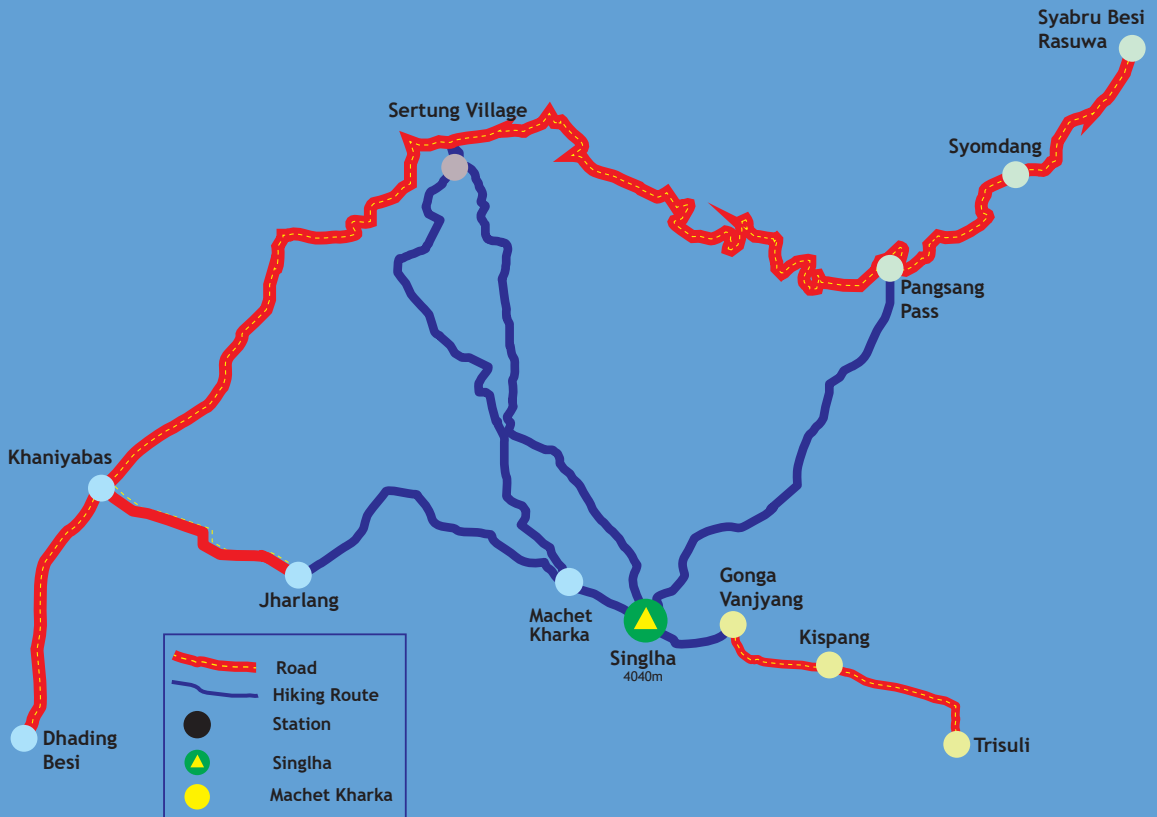 Syabru Besi
Rasuwa
Sertung Village
Syomdang
Pangsang
Pass
Khaniyabas
Jharlang
Machet
Kharka
Gonga
Vanjyang
Singlha
4040m
Kispang
Trisuli
Dhading
Besi
Road
Hiking Route
Station
Singlha
Machet Kharka